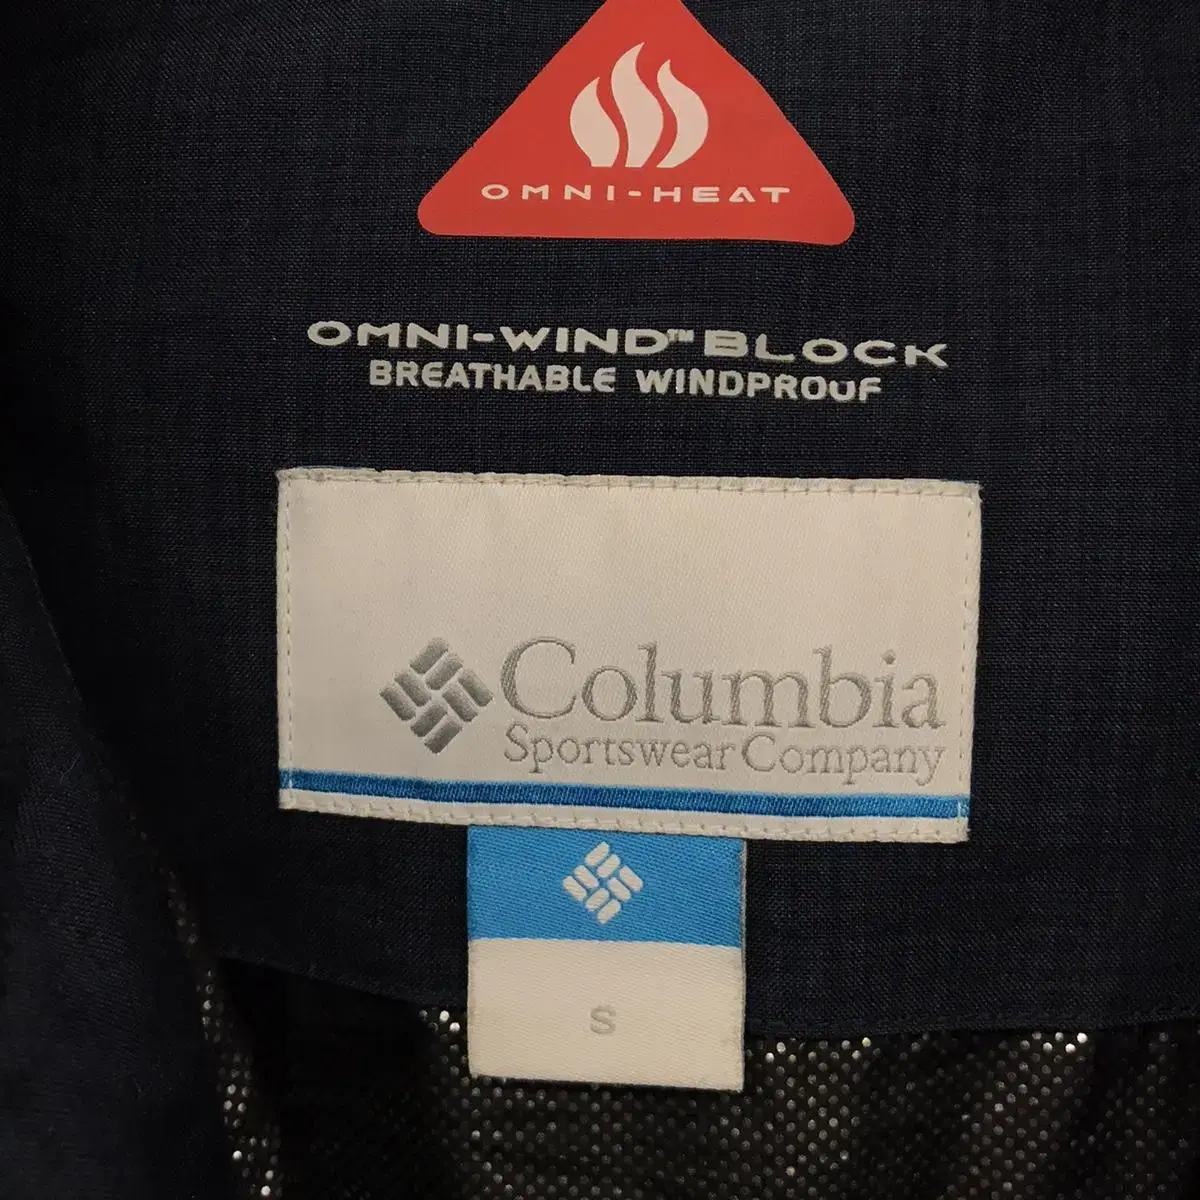 OMNI-HEAT
OMNI-WIND™ BLOCK
BREATHABLE WINDPROOF
Columbia
Sportswear Company
S